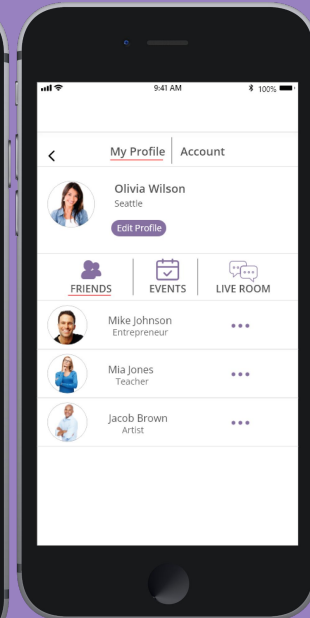 9:41 AM 100%
My Profile Account
Olivia Wilson
Seattle
Edit Profile
FRIENDS EVENTS LIVE ROOM
Mike Johnson
Entrepreneur
Mia Jones
Teacher
Jacob Brown
Artist